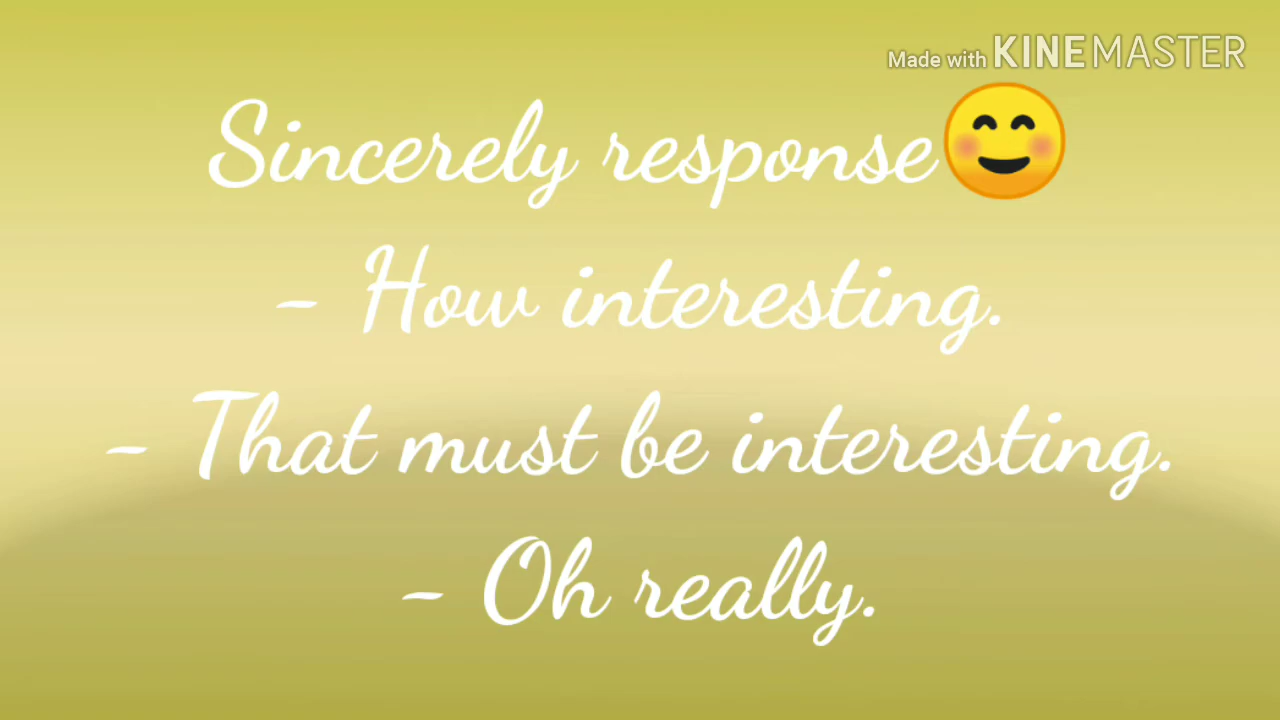 Made with KINEMASTER
Sincerely response😊
- How interesting.
- That must be interesting.
- Oh really.